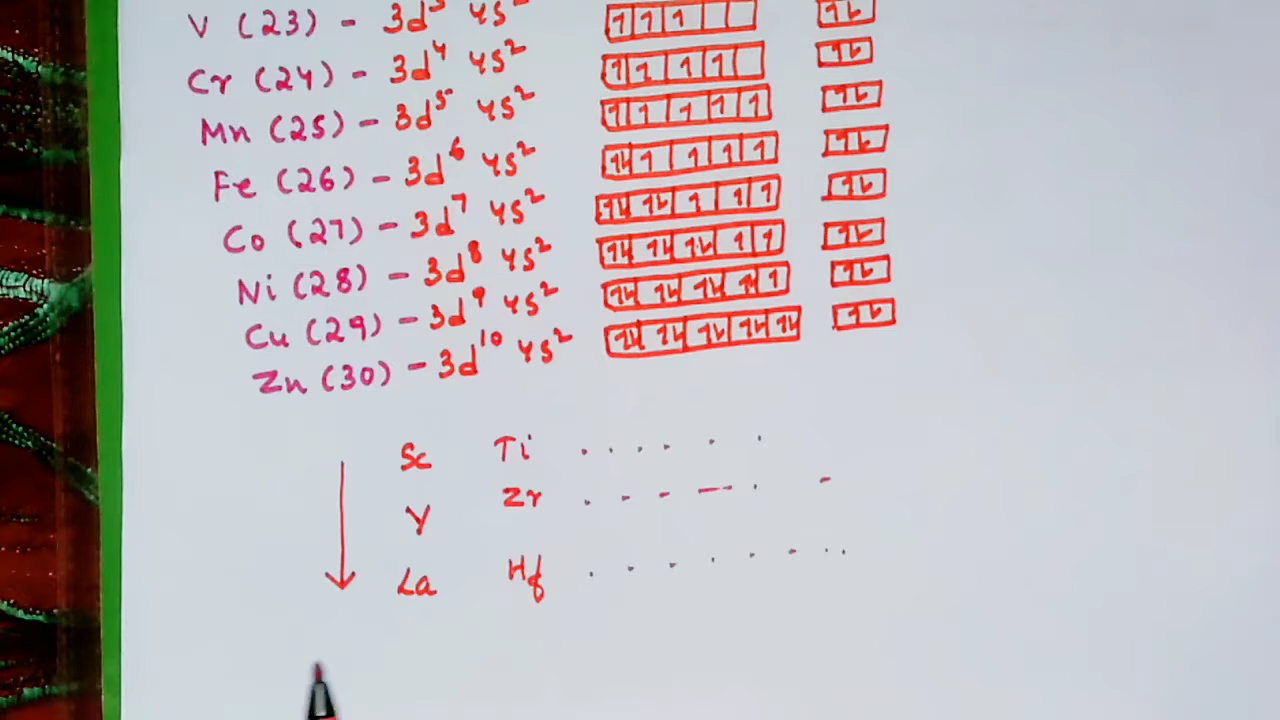 V (23) - 3d³ 4s²
Cr (24) - 3d⁴ 4s²
Mn (25) - 3d⁵ 4s²
Fe (26) - 3d⁶ 4s²
Co (27) - 3d⁷ 4s²
Ni (28) - 3d⁸ 4s²
Cu (29) - 3d⁹ 4s²
Zn (30) - 3d¹⁰ 4s²
Sc Ti
Y Zr
La Hf